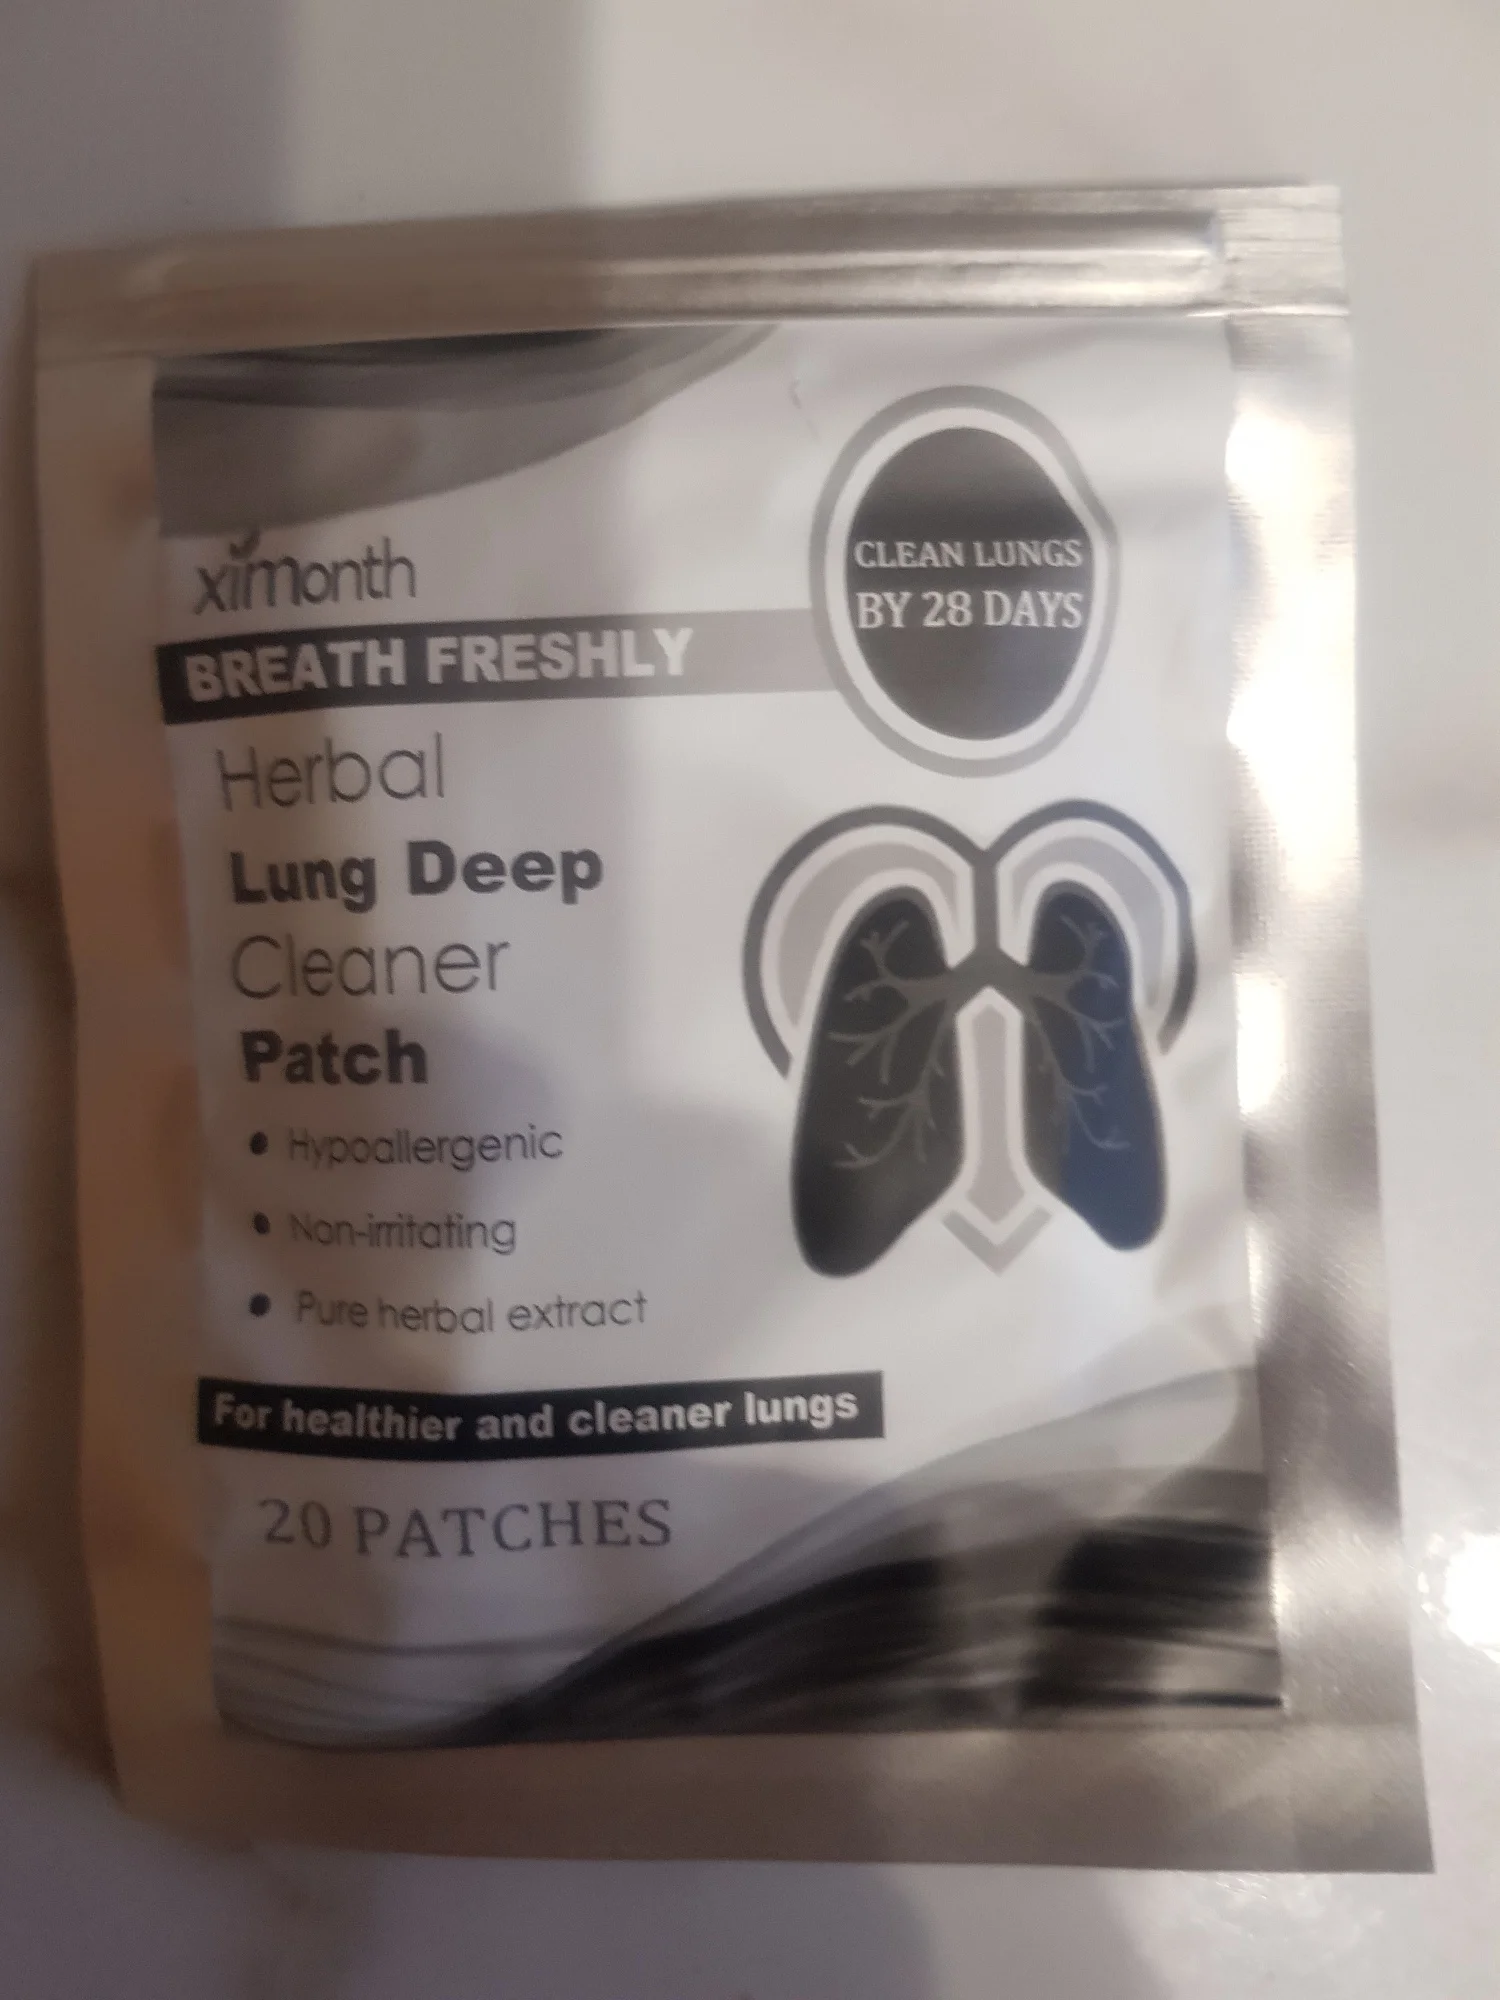 ximonth
CLEAN LUNGS
BY 28 DAYS
BREATH FRESHLY
Herbal
Lung Deep
Cleaner
Patch
• Hypoallergenic
• Non-irritating
• Pure herbal extract
For healthier and cleaner lungs
20 PATCHES